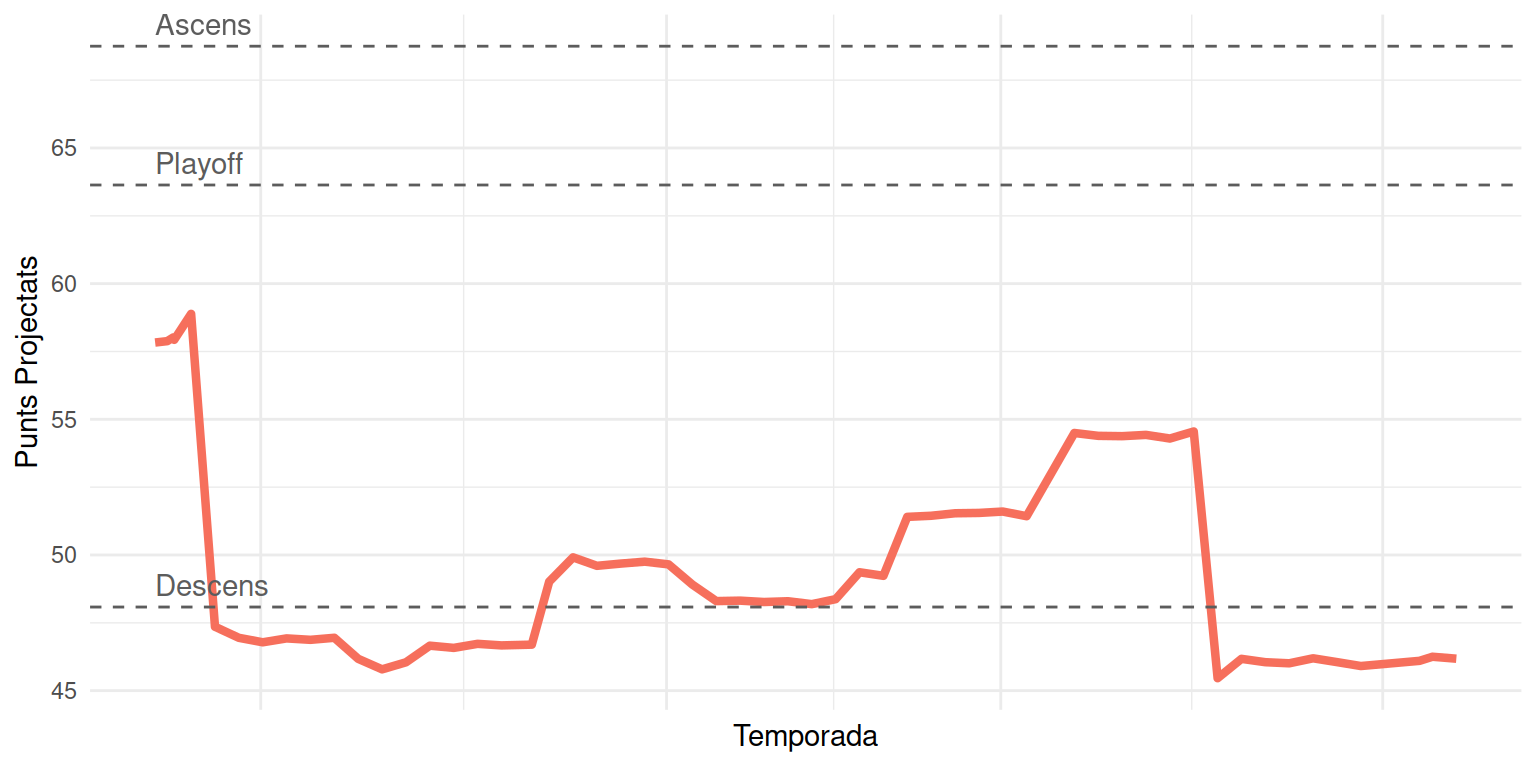 Ascens
65
Playoff
60
55
50
Descens
45
Punts Projectats
Temporada